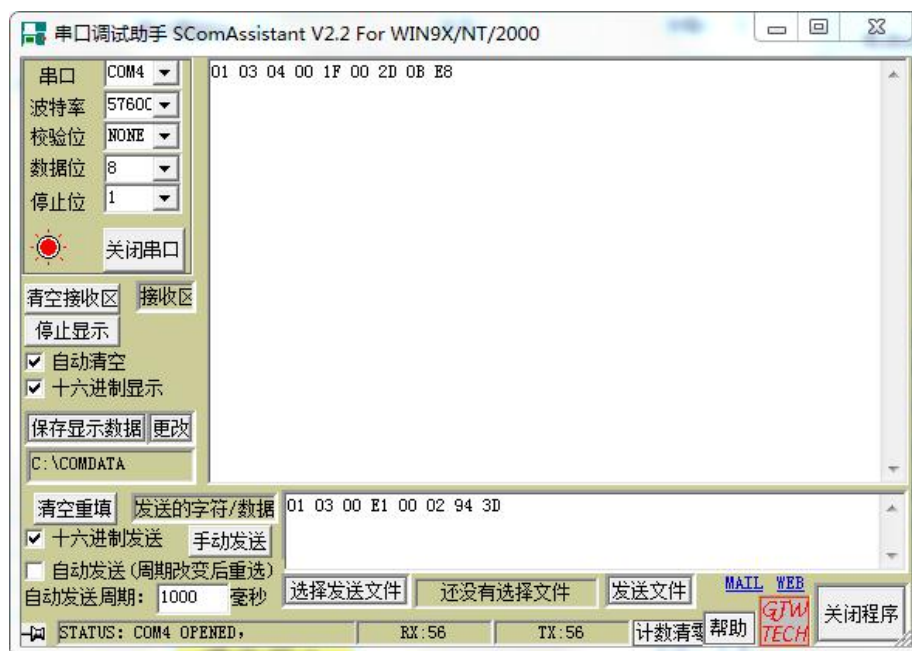 串口调试助手 SComAssistant V2.2 For WIN9X/NT/2000
串口 COM4
波特率 57600
校验位 NONE
数据位 8
停止位 1
关闭串口
01 03 04 00 1F 00 2D 0B E8
清空接收区 接收区
停止显示
自动清空
十六进制显示
保存显示数据 更改
C:\COMDATA
清空重填 发送的字符/数据 01 03 00 E1 00 02 94 3D
十六进制发送 手动发送
自动发送(周期改变后重选)
自动发送周期: 1000 毫秒
选择发送文件 还没有选择文件 发送文件
MAIL WEB
GJW
TECH
关闭程序
STATUS: COM4 OPENED, RX:56 TX:56 计数清零 帮助